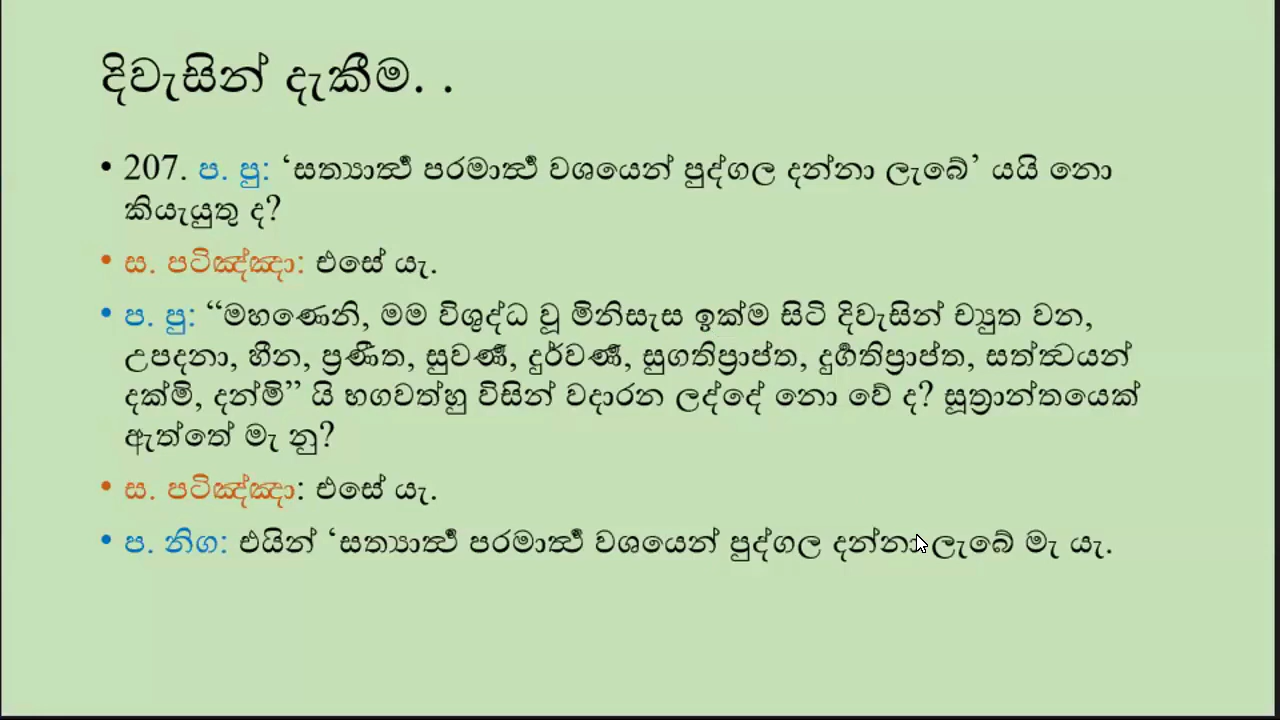 දිවැසින් දැකීම. .
• 207. ප. පු: ‘සත්‍යාර්‍ත්‍ථ පරමාර්‍ත්‍ථ වශයෙන් පුද්ගල දන්නා ලැබේ’ යයි නො
කියැයුතු ද?
• ස. පටිඤ්ඤා: එසේ යැ.
• ප. පු: “මහණෙනි, මම විශුද්ධ වූ මිනිසැස ඉක්ම සිටි දිවැසින් ච්‍යුත වන,
උපදනා, හීන, ප්‍රණීත, සුවර්‍ණ, දුර්වර්‍ණ, සුගතිප්‍රාප්ත, දුර්‍ගතිප්‍රාප්ත, සත්ත්‍වයන්
දක්මි, දන්මි” යි භගවත්හු විසින් වදාරන ලද්දේ නො වේ ද? සූත්‍රාන්තයෙක්
ඇත්තේ මැ නු?
• ස. පටිඤ්ඤා: එසේ යැ.
• ප. නිග: එයින් ‘සත්‍යාර්‍ත්‍ථ පරමාර්‍ත්‍ථ වශයෙන් පුද්ගල දන්නා ලැබේ මැ යැ.